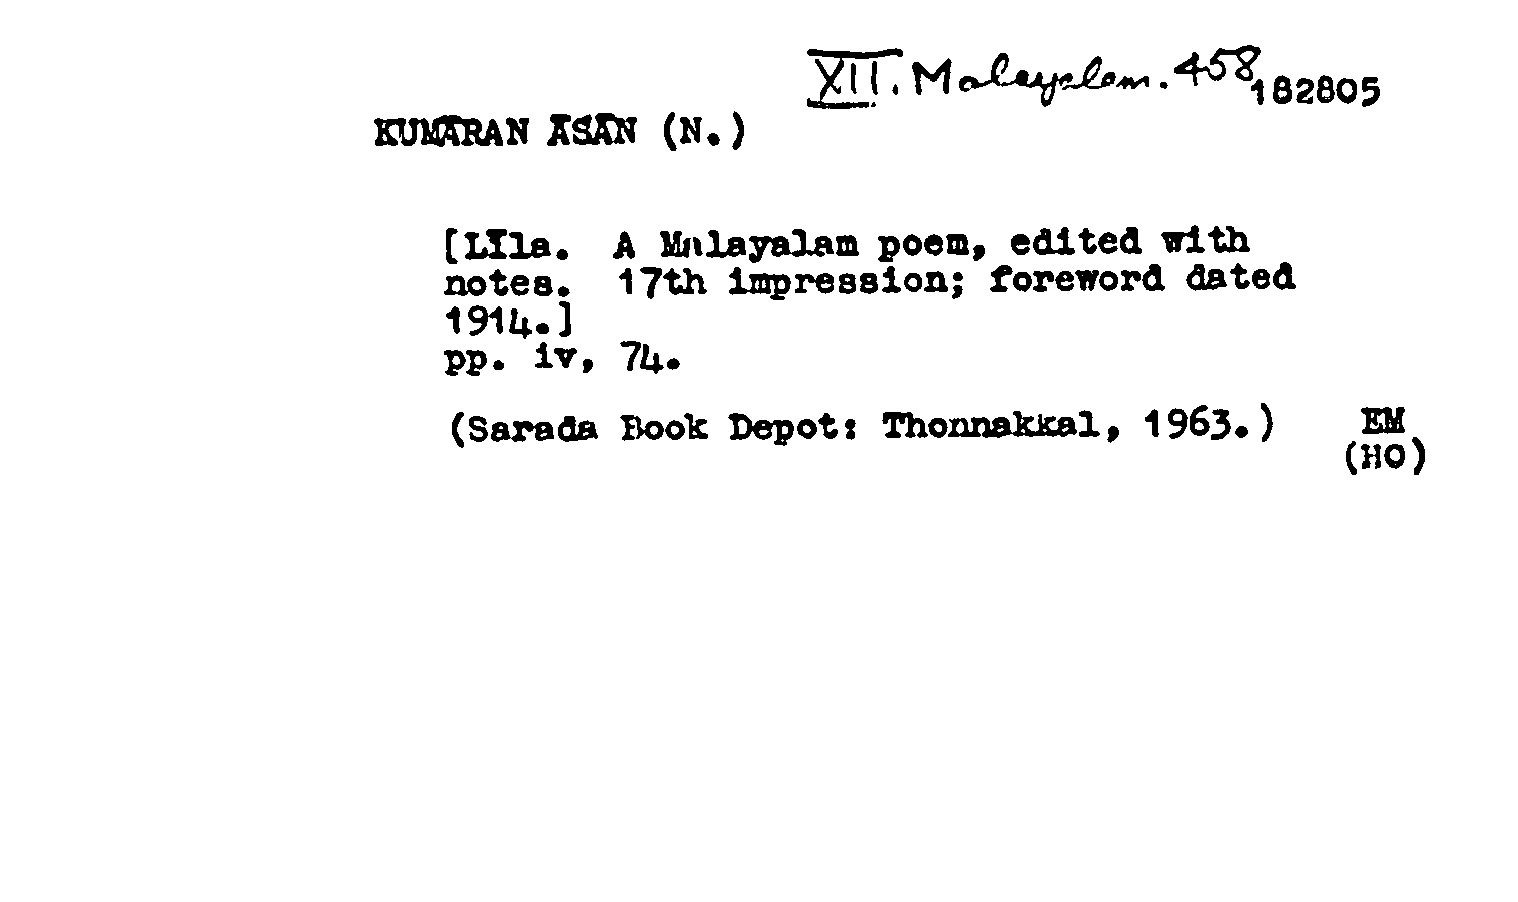 XII. Malayalam. 458 182805
KUMĀRAN ĀSĀN (N.)
[Līla. A Malayalam poem, edited with
notes. 17th impression; foreword dated
1914.]
pp. iv, 74.
(Sarada Book Depot: Thonnakkal, 1963.) EM
(HO)